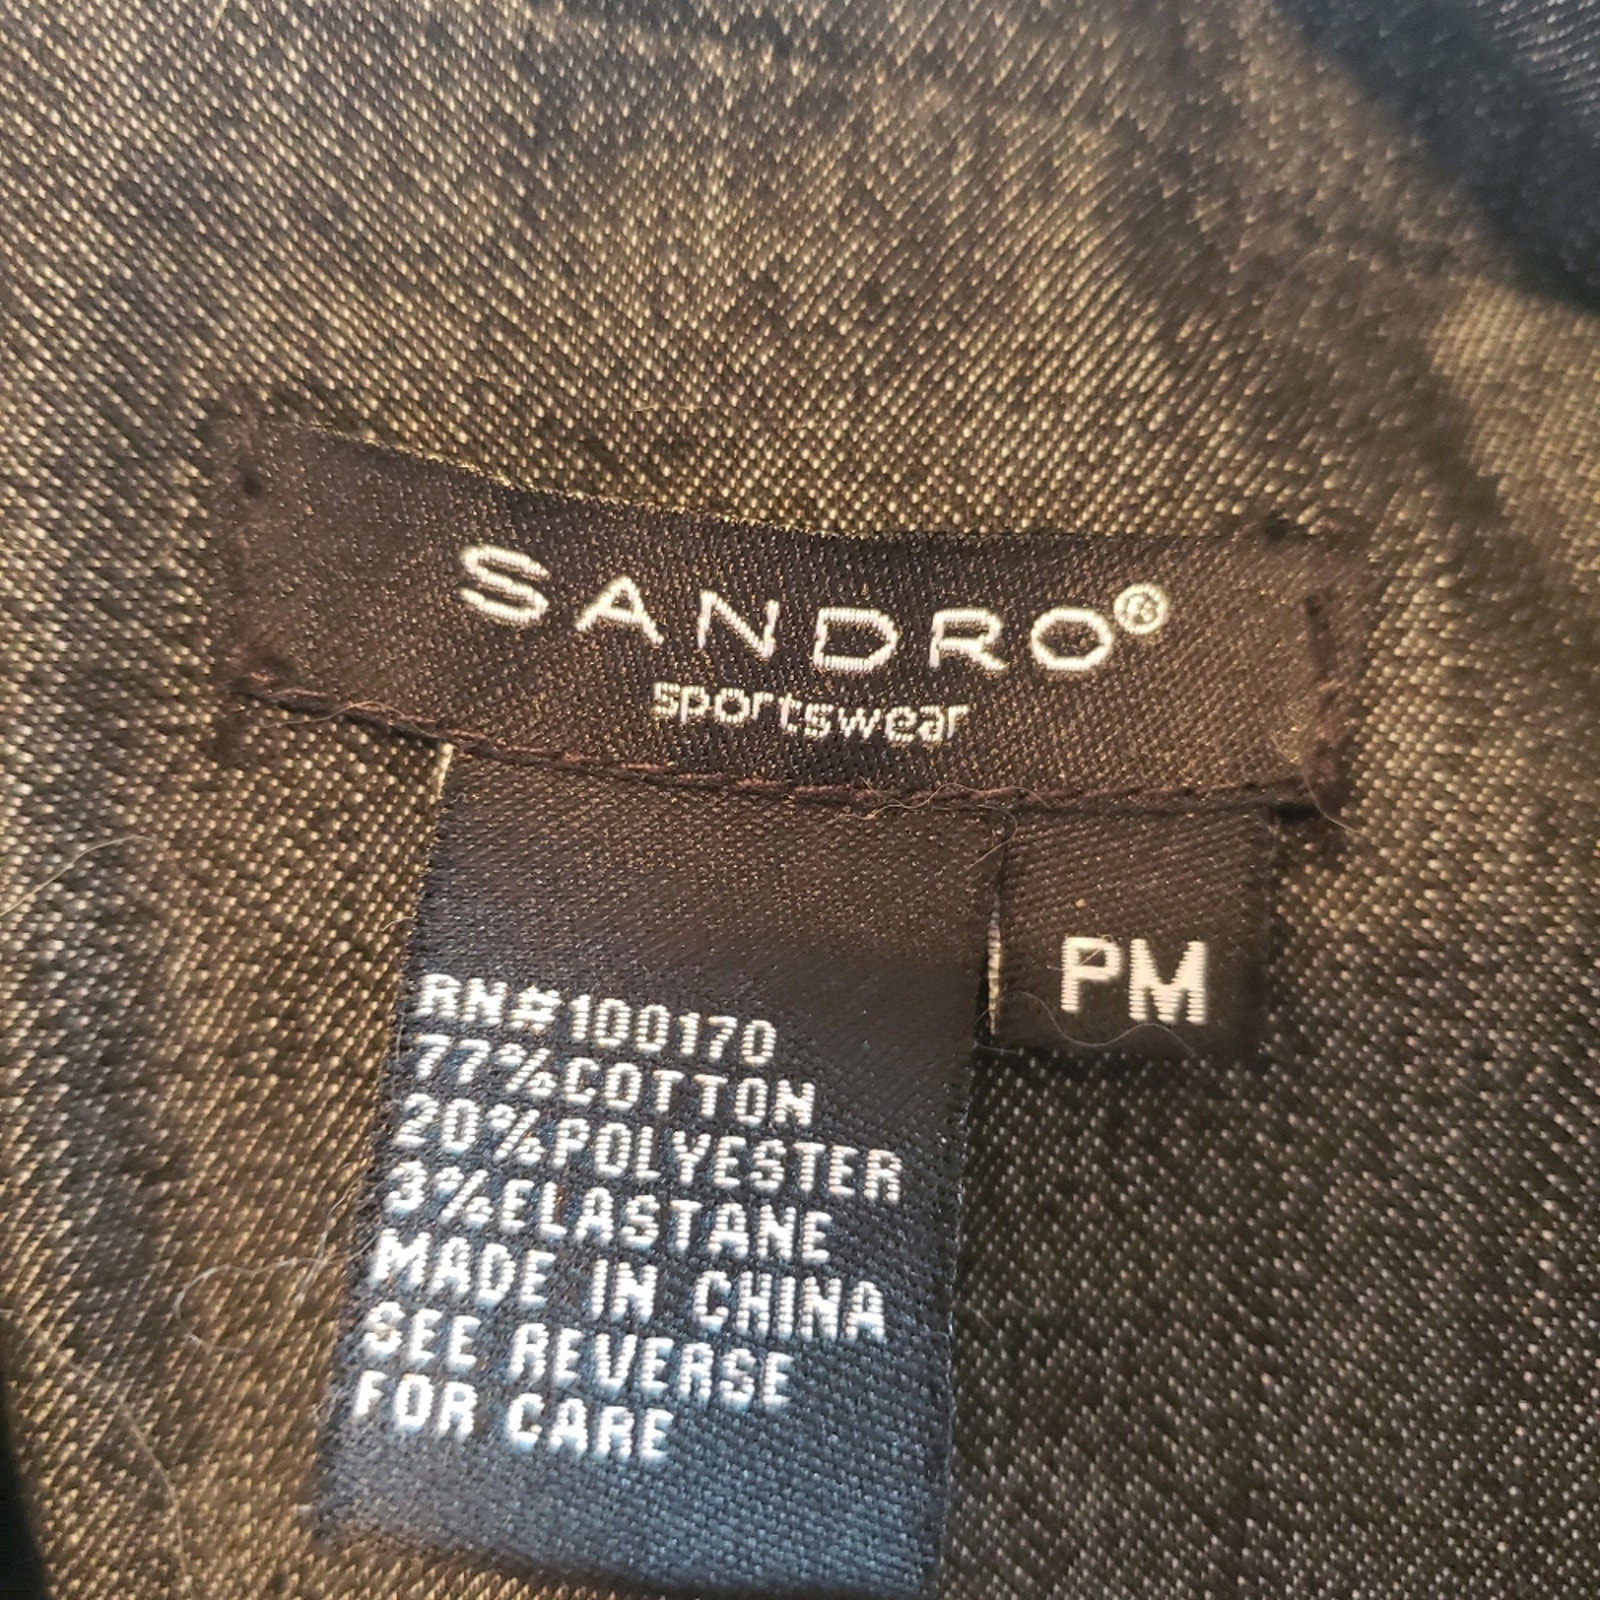 SANDRO®
sportswear
PM
RN#100170
77%COTTON
20%POLYESTER
3%ELASTANE
MADE IN CHINA
SEE REVERSE
FOR CARE